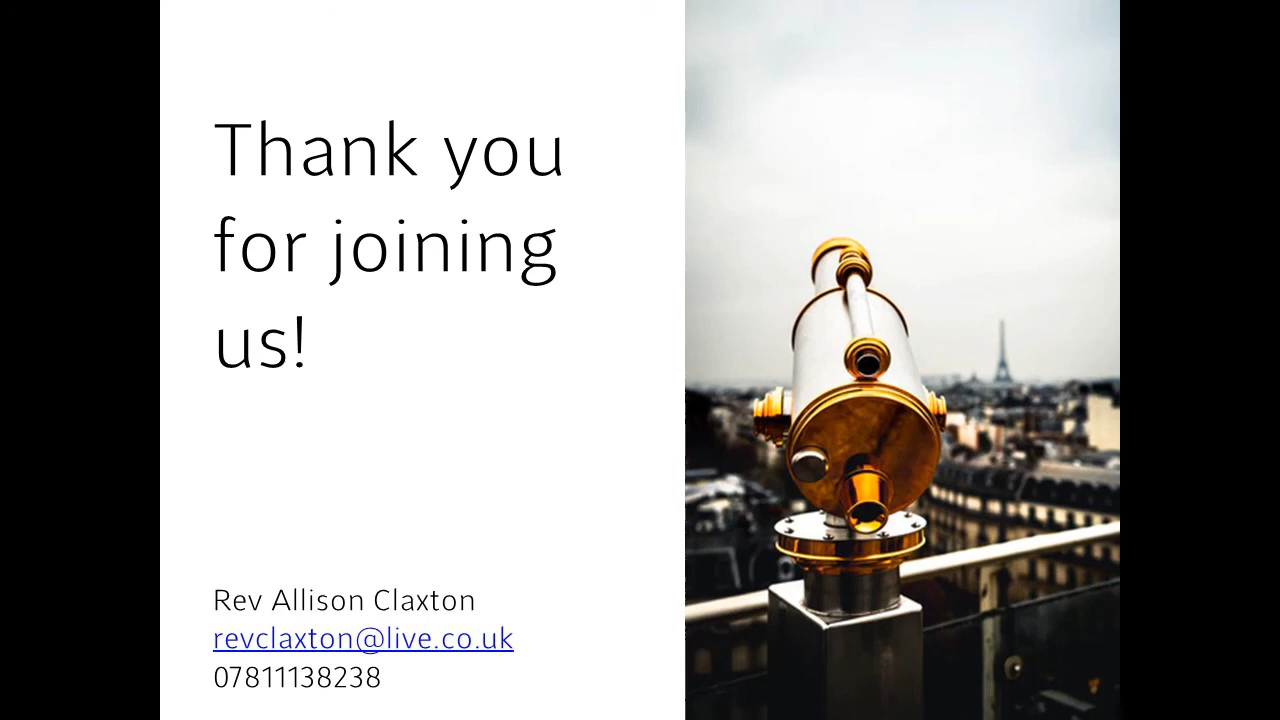 Thank you
for joining
us!
Rev Allison Claxton
revclaxton@live.co.uk
07811138238